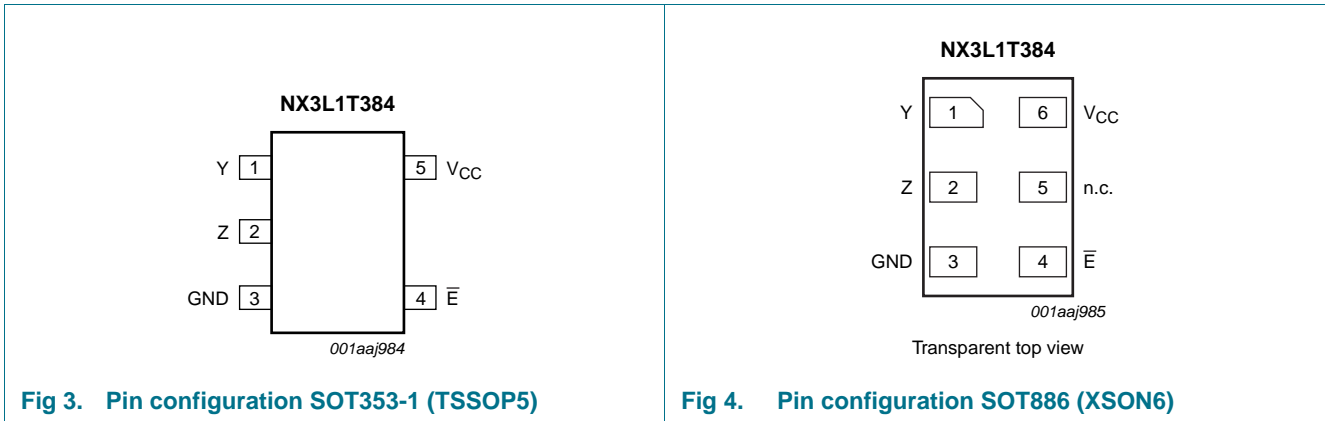 NX3L1T384
Y 1
5 VCC
Z 2
GND 3
4 E̅
001aaj984
Fig 3. Pin configuration SOT353-1 (TSSOP5)
NX3L1T384
Y 1 6 VCC
Z 2 5 n.c.
GND 3 4 E̅
001aaj985
Transparent top view
Fig 4. Pin configuration SOT886 (XSON6)